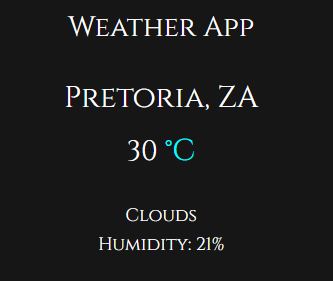 Weather App
Pretoria, ZA
30 °C
Clouds
Humidity: 21%